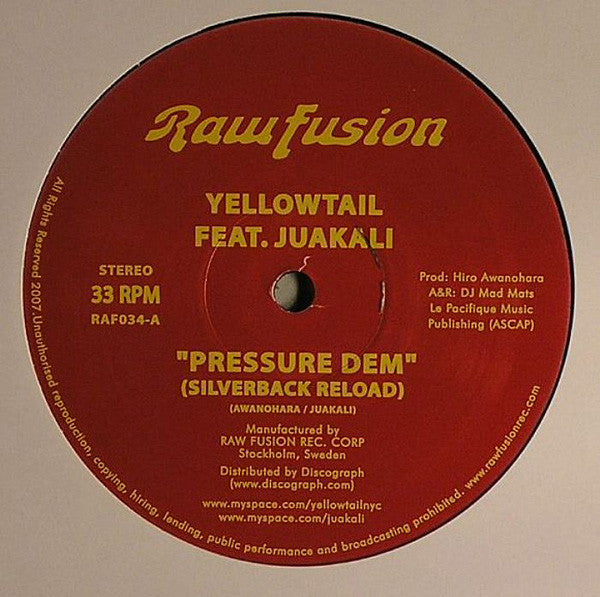 Raw Fusion
YELLOWTAIL
FEAT. JUAKALI
STEREO
33 RPM
RAF034-A
Prod: Hiro Awanohara
A&R: DJ Mad Mats
Le Pacifique Music
Publishing (ASCAP)
"PRESSURE DEM"
(SILVERBACK RELOAD)
(AWANOHARA / JUAKALI)
Manufactured by
RAW FUSION REC. CORP
Stockholm, Sweden
Distributed by Discograph
(www.discograph.com)
www.myspace.com/yellowtailnyc
www.myspace.com/juakali
All Rights Reserved 2007. Unauthorised reproduction, copying, hiring, lending, public performance and broadcasting prohibited. www.rawfusionrec.com